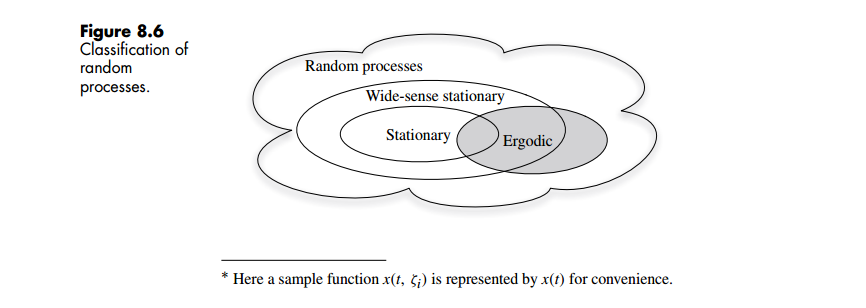 Figure 8.6
Classification of
random
processes.
Random processes
Wide-sense stationary
Stationary
Ergodic
* Here a sample function x(t, ζi) is represented by x(t) for convenience.